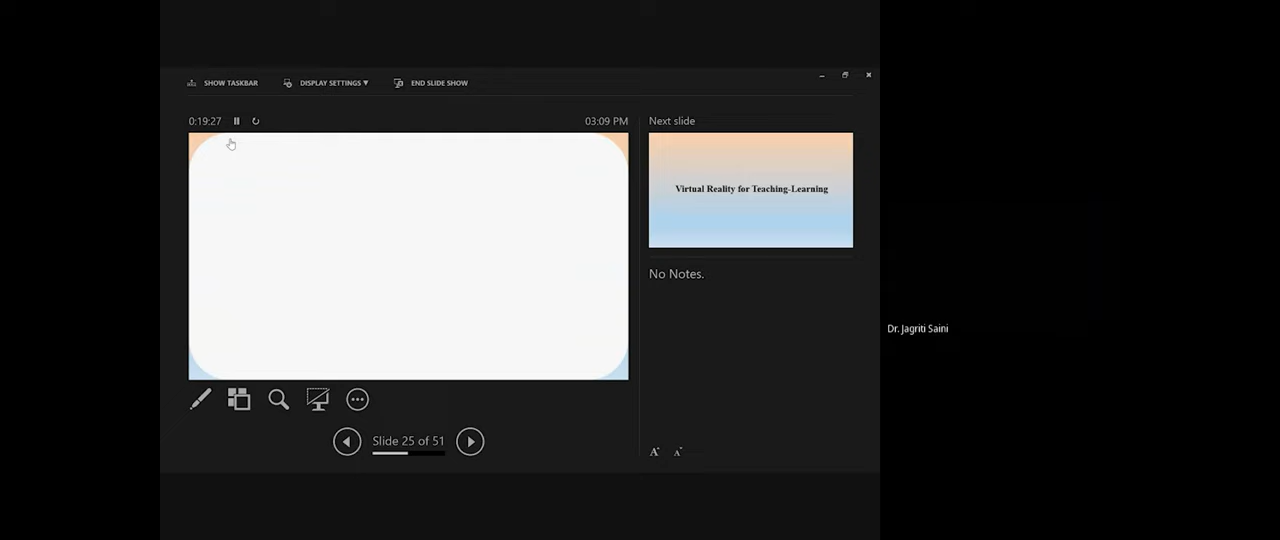 SHOW TASKBAR
DISPLAY SETTINGS ▼
END SLIDE SHOW
0:19:27
03:09 PM
Next slide
Virtual Reality for Teaching-Learning
No Notes.
Dr. Jagriti Saini
Slide 25 of 51
A A